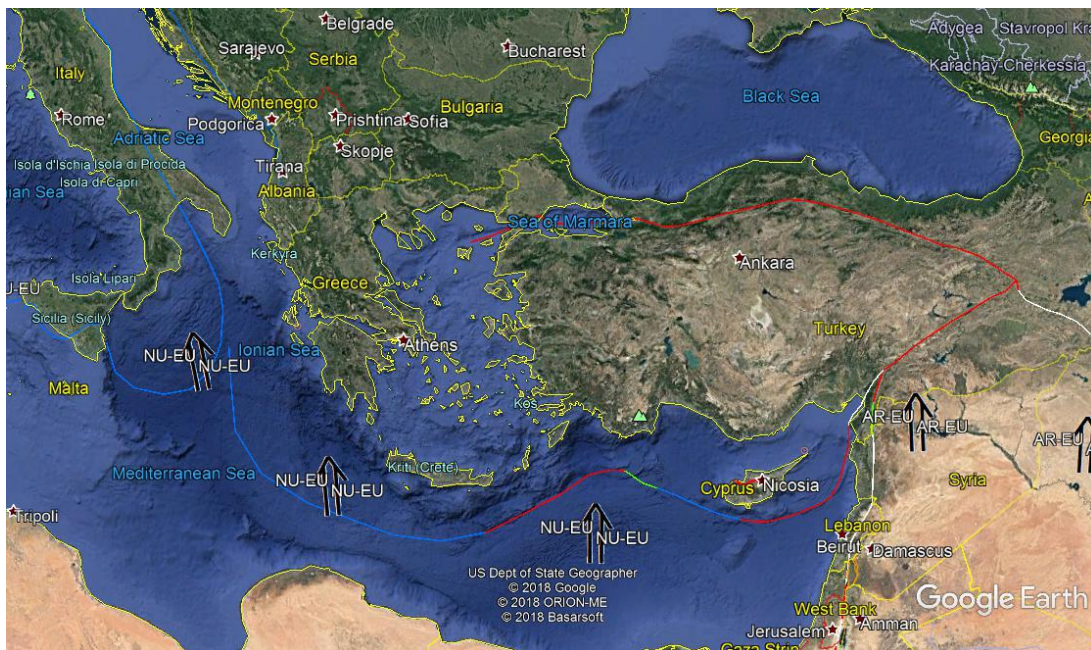 Belgrade
Adygea
Stavropol Kra
Sarajevo
Bucharest
Karachay-Cherkessia
Serbia
Italy
Black Sea
Montenegro
Bulgaria
Rome
Podgorica
Prishtina
Sofia
Georgia
Adriatic Sea
Skopje
Isola d'Ischia Isola di Procida
Tirana
Isola di Capri
Albania
nian Sea
Sea of Marmara
Kerkyra
Ankara
Isola Lipari
Greece
U-EU
Sicilia (Sicily)
Turkey
Athens
Ionian Sea
NU-EU
NU-EU
Malta
Kos
AR-EU
AR-EU
AR-EU
Kriti (Crete)
Mediterranean Sea
NU-EU
NU-EU
Cyprus
Nicosia
Syria
Tripoli
NU-EU
NU-EU
Lebanon
Beirut
Damascus
US Dept of State Geographer
© 2018 Google
© 2018 ORION-ME
© 2018 Basarsoft
Google Earth
West Bank
Amman
Jerusalem
Gaza Strip